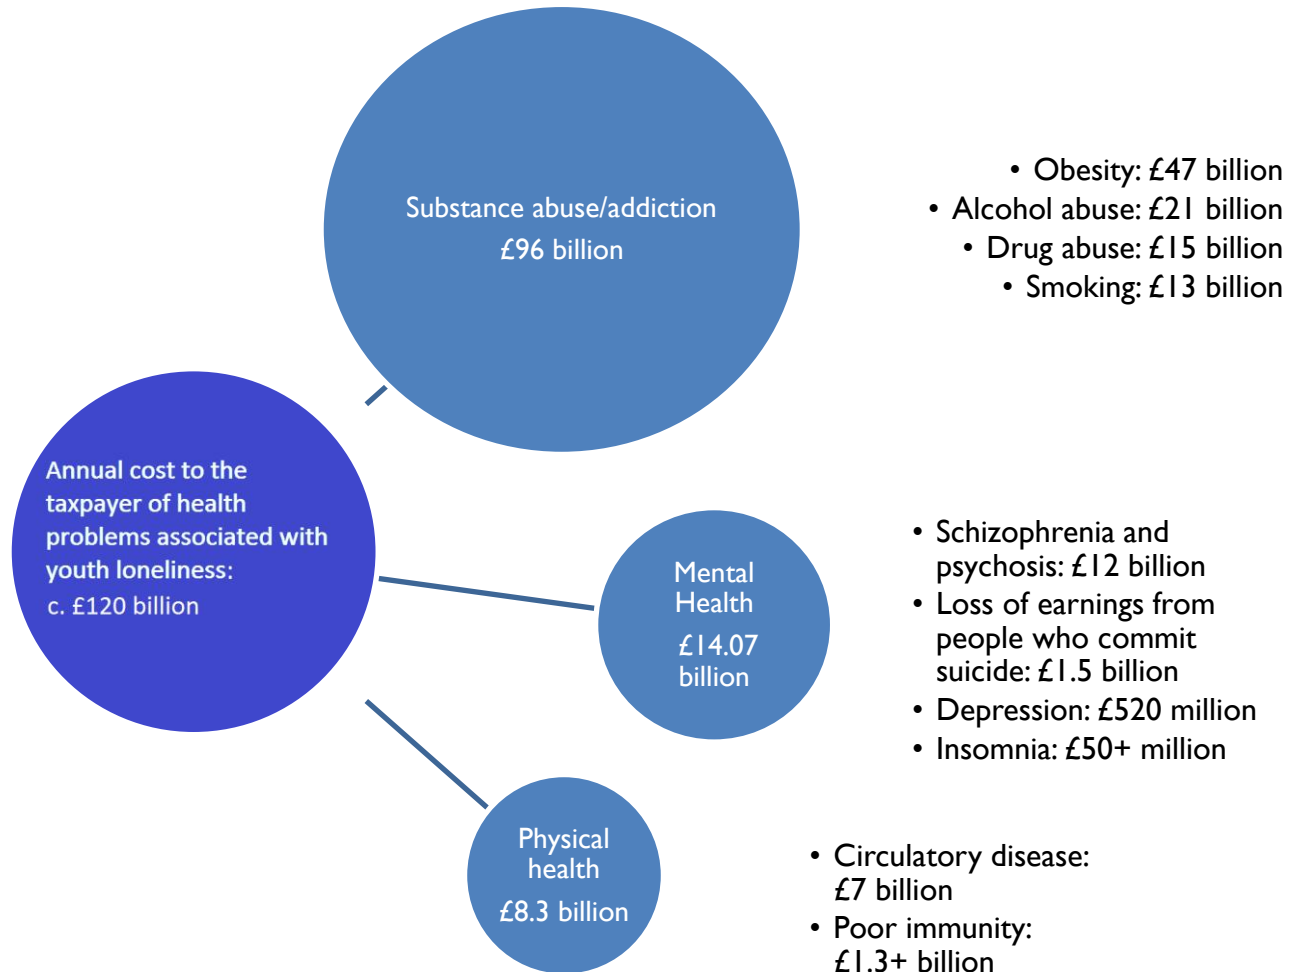 Substance abuse/addiction
£96 billion
• Obesity: £47 billion
• Alcohol abuse: £21 billion
• Drug abuse: £15 billion
• Smoking: £13 billion
Annual cost to the
taxpayer of health
problems associated with
youth loneliness:
c. £120 billion
Mental
Health
£14.07
billion
• Schizophrenia and
psychosis: £12 billion
• Loss of earnings from
people who commit
suicide: £1.5 billion
• Depression: £520 million
• Insomnia: £50+ million
Physical
health
£8.3 billion
• Circulatory disease:
£7 billion
• Poor immunity:
£1.3+ billion